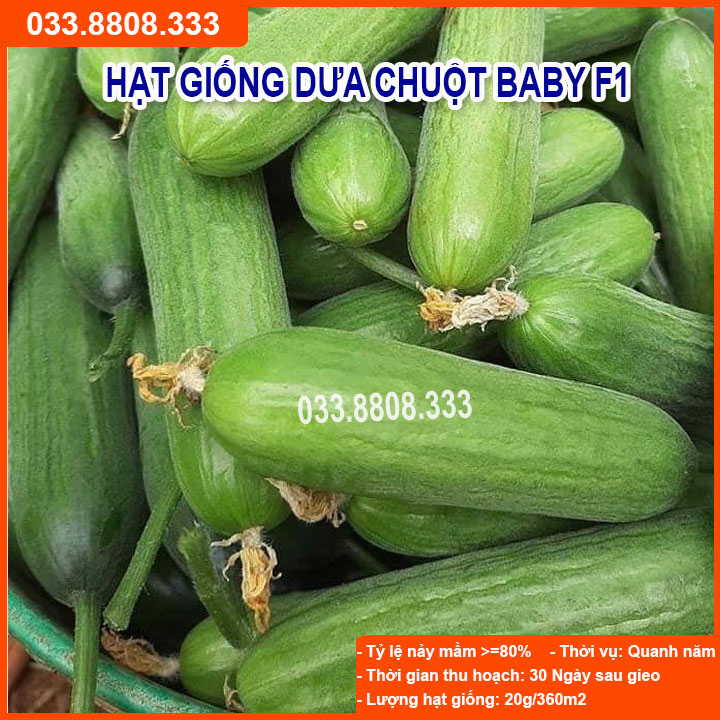 033.8808.333
HẠT GIỐNG DƯA CHUỘT BABY F1
033.8808.333
- Tỷ lệ nảy mầm >=80% - Thời vụ: Quanh năm
- Thời gian thu hoạch: 30 Ngày sau gieo
- Lượng hạt giống: 20g/360m2